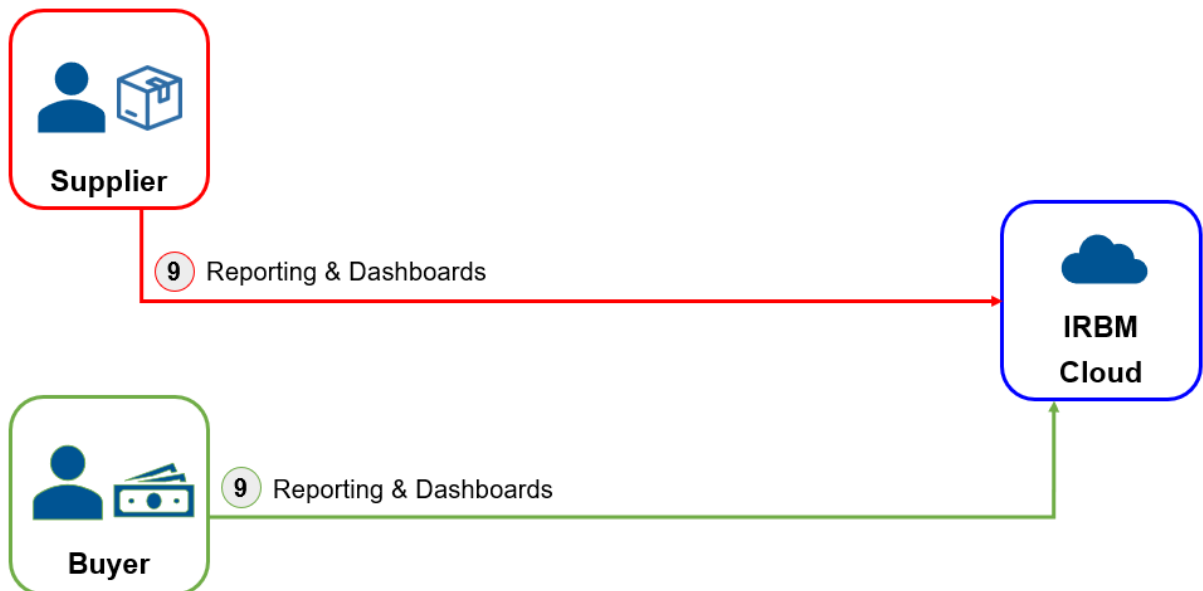 Supplier
9 Reporting & Dashboards
IRBM
Cloud
9 Reporting & Dashboards
Buyer